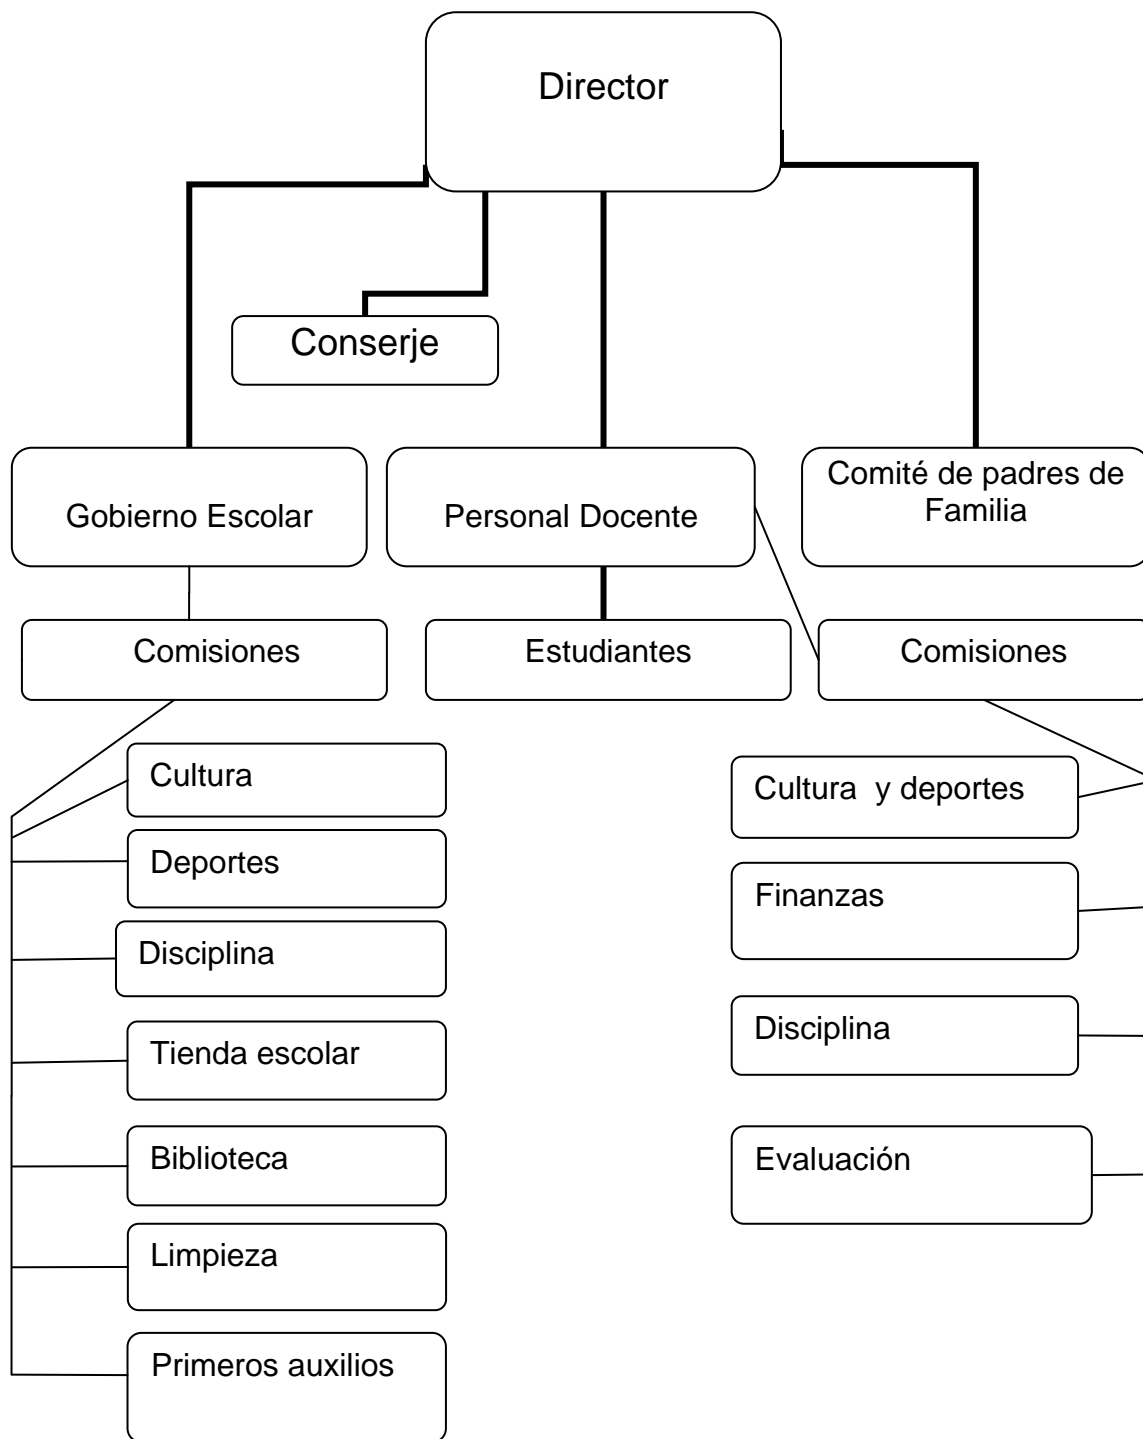 Director
Conserje
Gobierno Escolar
Personal Docente
Comité de padres de
Familia
Comisiones
Estudiantes
Comisiones
Cultura
Deportes
Disciplina
Tienda escolar
Biblioteca
Limpieza
Primeros auxilios
Cultura  y deportes
Finanzas
Disciplina
Evaluación